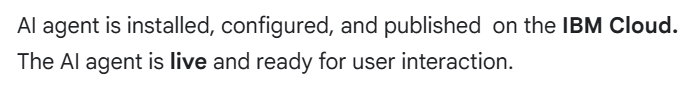 AI agent is installed, configured, and published  on the IBM Cloud.
The AI agent is live and ready for user interaction.